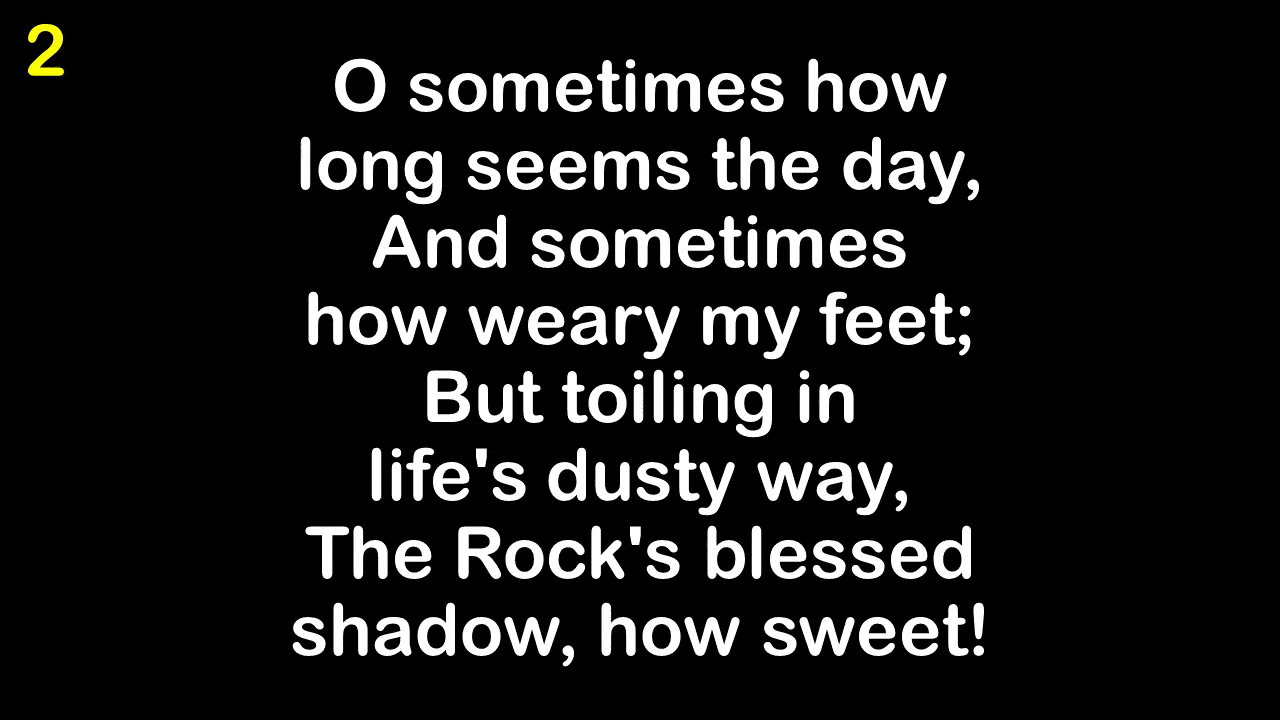 2
O sometimes how
long seems the day,
And sometimes
how weary my feet;
But toiling in
life's dusty way,
The Rock's blessed
shadow, how sweet!